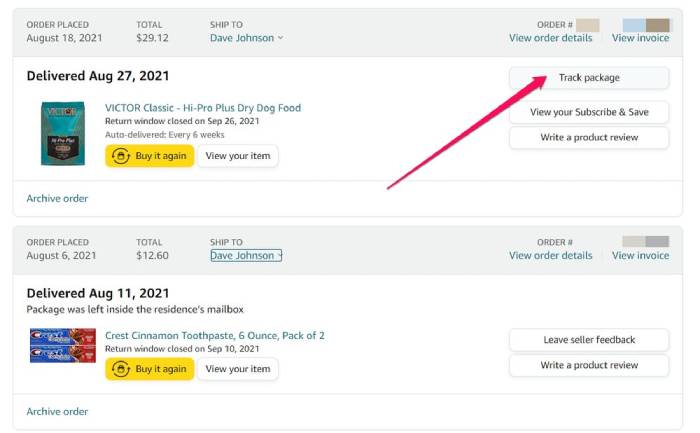 ORDER PLACED TOTAL SHIP TO ORDER #
August 18, 2021 $29.12 Dave Johnson View order details View invoice
Delivered Aug 27, 2021
Track package
VICTOR Classic - Hi-Pro Plus Dry Dog Food
Return window closed on Sep 26, 2021
Auto-delivered: Every 6 weeks
Buy it again View your item
View your Subscribe & Save
Write a product review
VICTOR
Hi-Pro Plus
Archive order
ORDER PLACED TOTAL SHIP TO ORDER #
August 6, 2021 $12.60 Dave Johnson View order details View invoice
Delivered Aug 11, 2021
Package was left inside the residence's mailbox
Crest Cinnamon Toothpaste, 6 Ounce, Pack of 2
Return window closed on Sep 10, 2021
Buy it again View your item
Leave seller feedback
Write a product review
Crest
Crest
Archive order